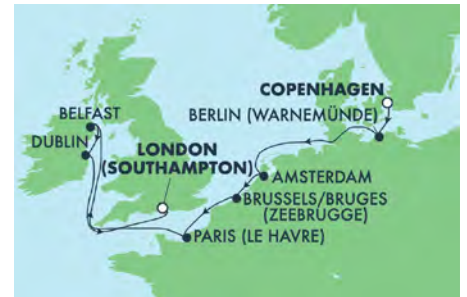 COPENHAGEN
BERLIN (WARNEMÜNDE)
BELFAST
DUBLIN
LONDON
(SOUTHAMPTON)
AMSTERDAM
BRUSSELS/BRUGES
(ZEEBRUGGE)
PARIS (LE HAVRE)